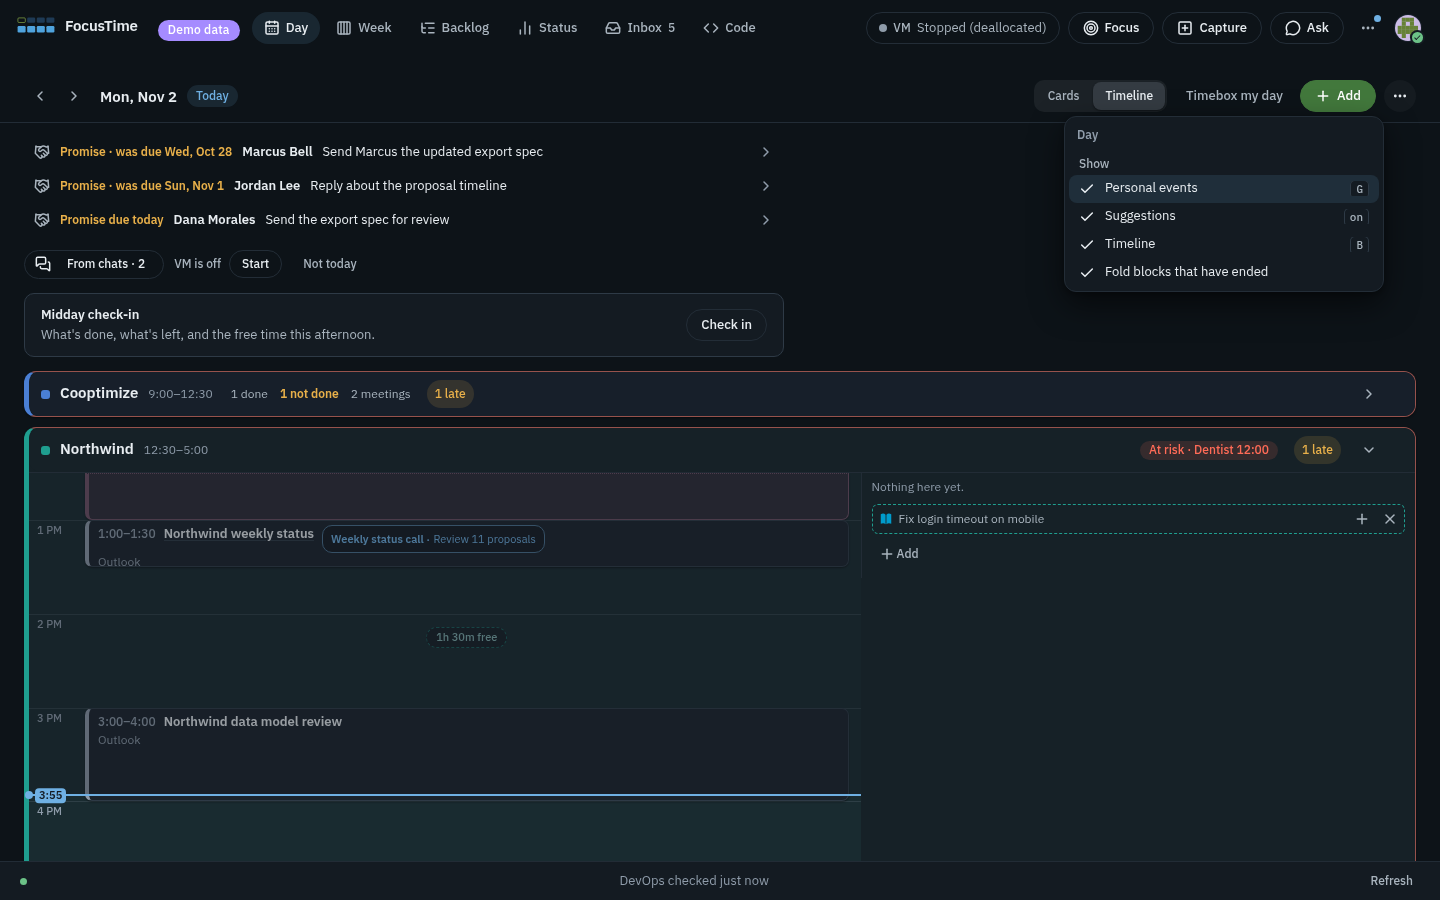 FocusTime
Demo data
Day
Week
Backlog
Status
Inbox 5
Code
VM Stopped (deallocated)
Focus
Capture
Ask
Mon, Nov 2
Today
Cards
Timeline
Timebox my day
Add
Day
Show
Personal events G
Suggestions on
Timeline B
Fold blocks that have ended
Promise · was due Wed, Oct 28 Marcus Bell Send Marcus the updated export spec
Promise · was due Sun, Nov 1 Jordan Lee Reply about the proposal timeline
Promise due today Dana Morales Send the export spec for review
From chats · 2
VM is off
Start
Not today
Midday check-in
What's done, what's left, and the free time this afternoon.
Check in
Cooptimize 9:00–12:30 1 done 1 not done 2 meetings 1 late
Northwind 12:30–5:00
At risk · Dentist 12:00
1 late
Nothing here yet.
Fix login timeout on mobile
Add
1 PM
1:00–1:30 Northwind weekly status
Weekly status call · Review 11 proposals
Outlook
2 PM
1h 30m free
3 PM
3:00–4:00 Northwind data model review
Outlook
3:55
4 PM
DevOps checked just now
Refresh